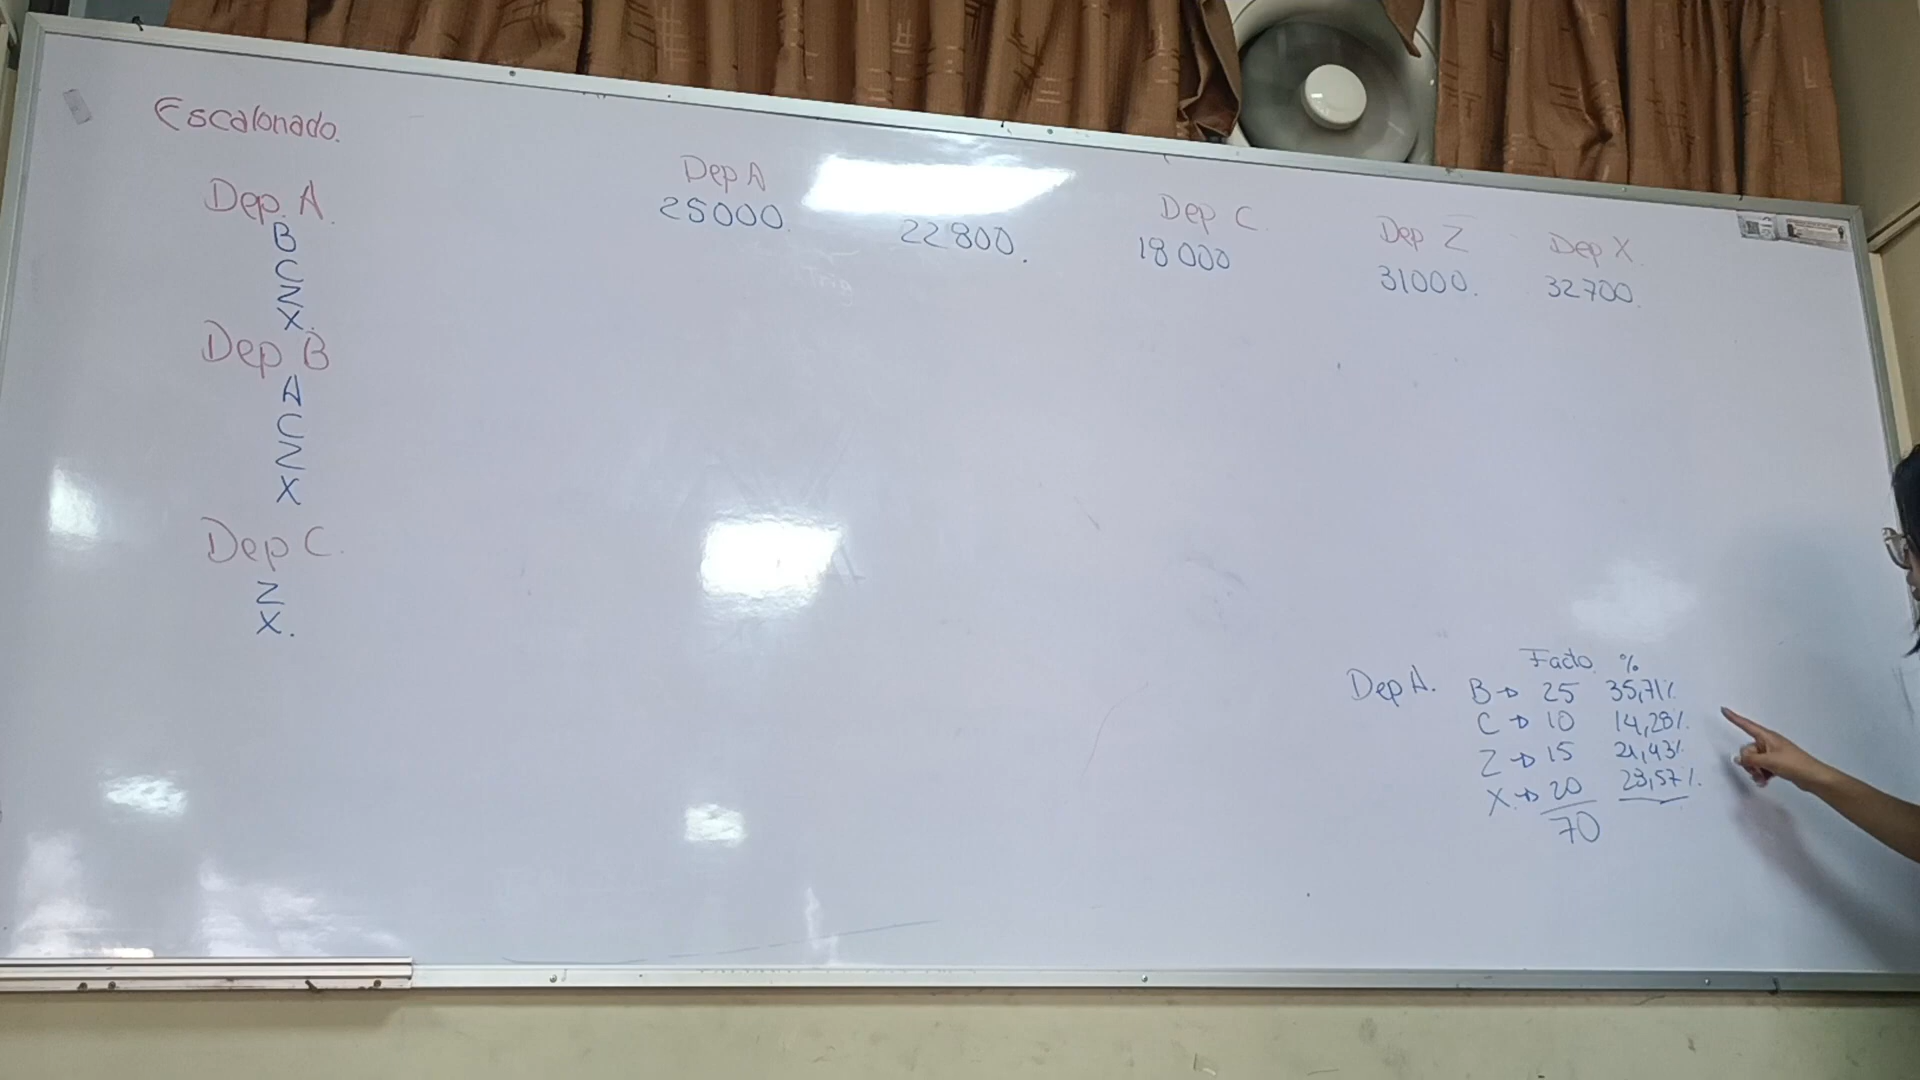 Escalonado.
Dep. A.
B
C
Z
X.
Dep B
A
C
Z
X
Dep C.
Z
X.
Dep A
25000.
22800.
Dep C.
18000
Dep Z
31000.
Dep X.
32700.
Facto %
Dep A. B→ 25 35,71%
C→ 10 14,28%
Z→ 15 21,43%
X.→ 20 28,57%.
70